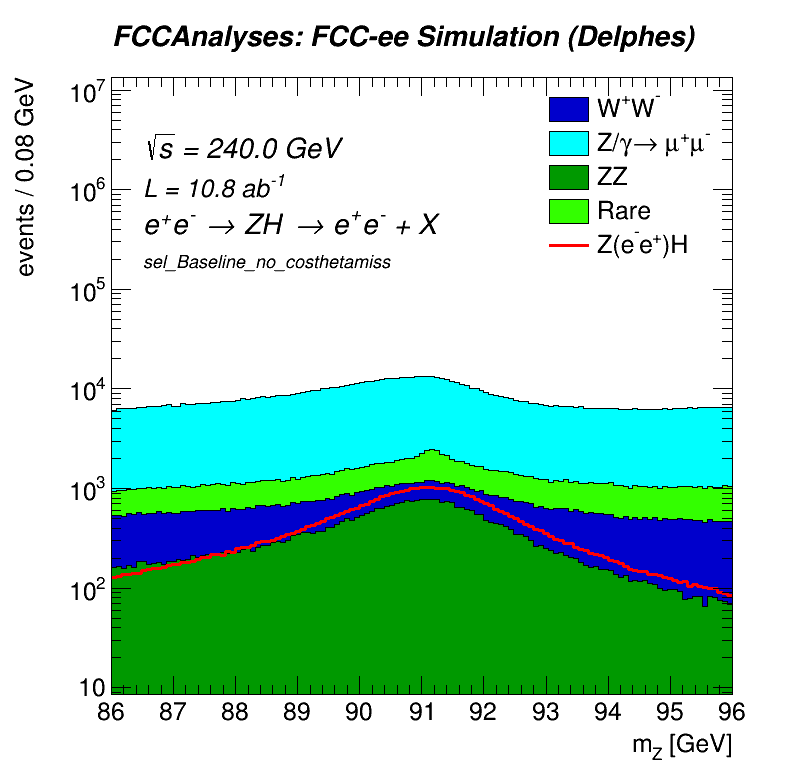 FCCAnalyses: FCC-ee Simulation (Delphes)
events / 0.08 GeV
10⁷
10⁶
10⁵
10⁴
10³
10²
10
√s = 240.0 GeV
L = 10.8 ab⁻¹
e⁺e⁻ → ZH → e⁺e⁻ + X
sel_Baseline_no_costhetamiss
W⁺W⁻
Z/γ→ μ⁺μ⁻
ZZ
Rare
Z(e⁻e⁺)H
86 87 88 89 90 91 92 93 94 95 96
m_Z [GeV]